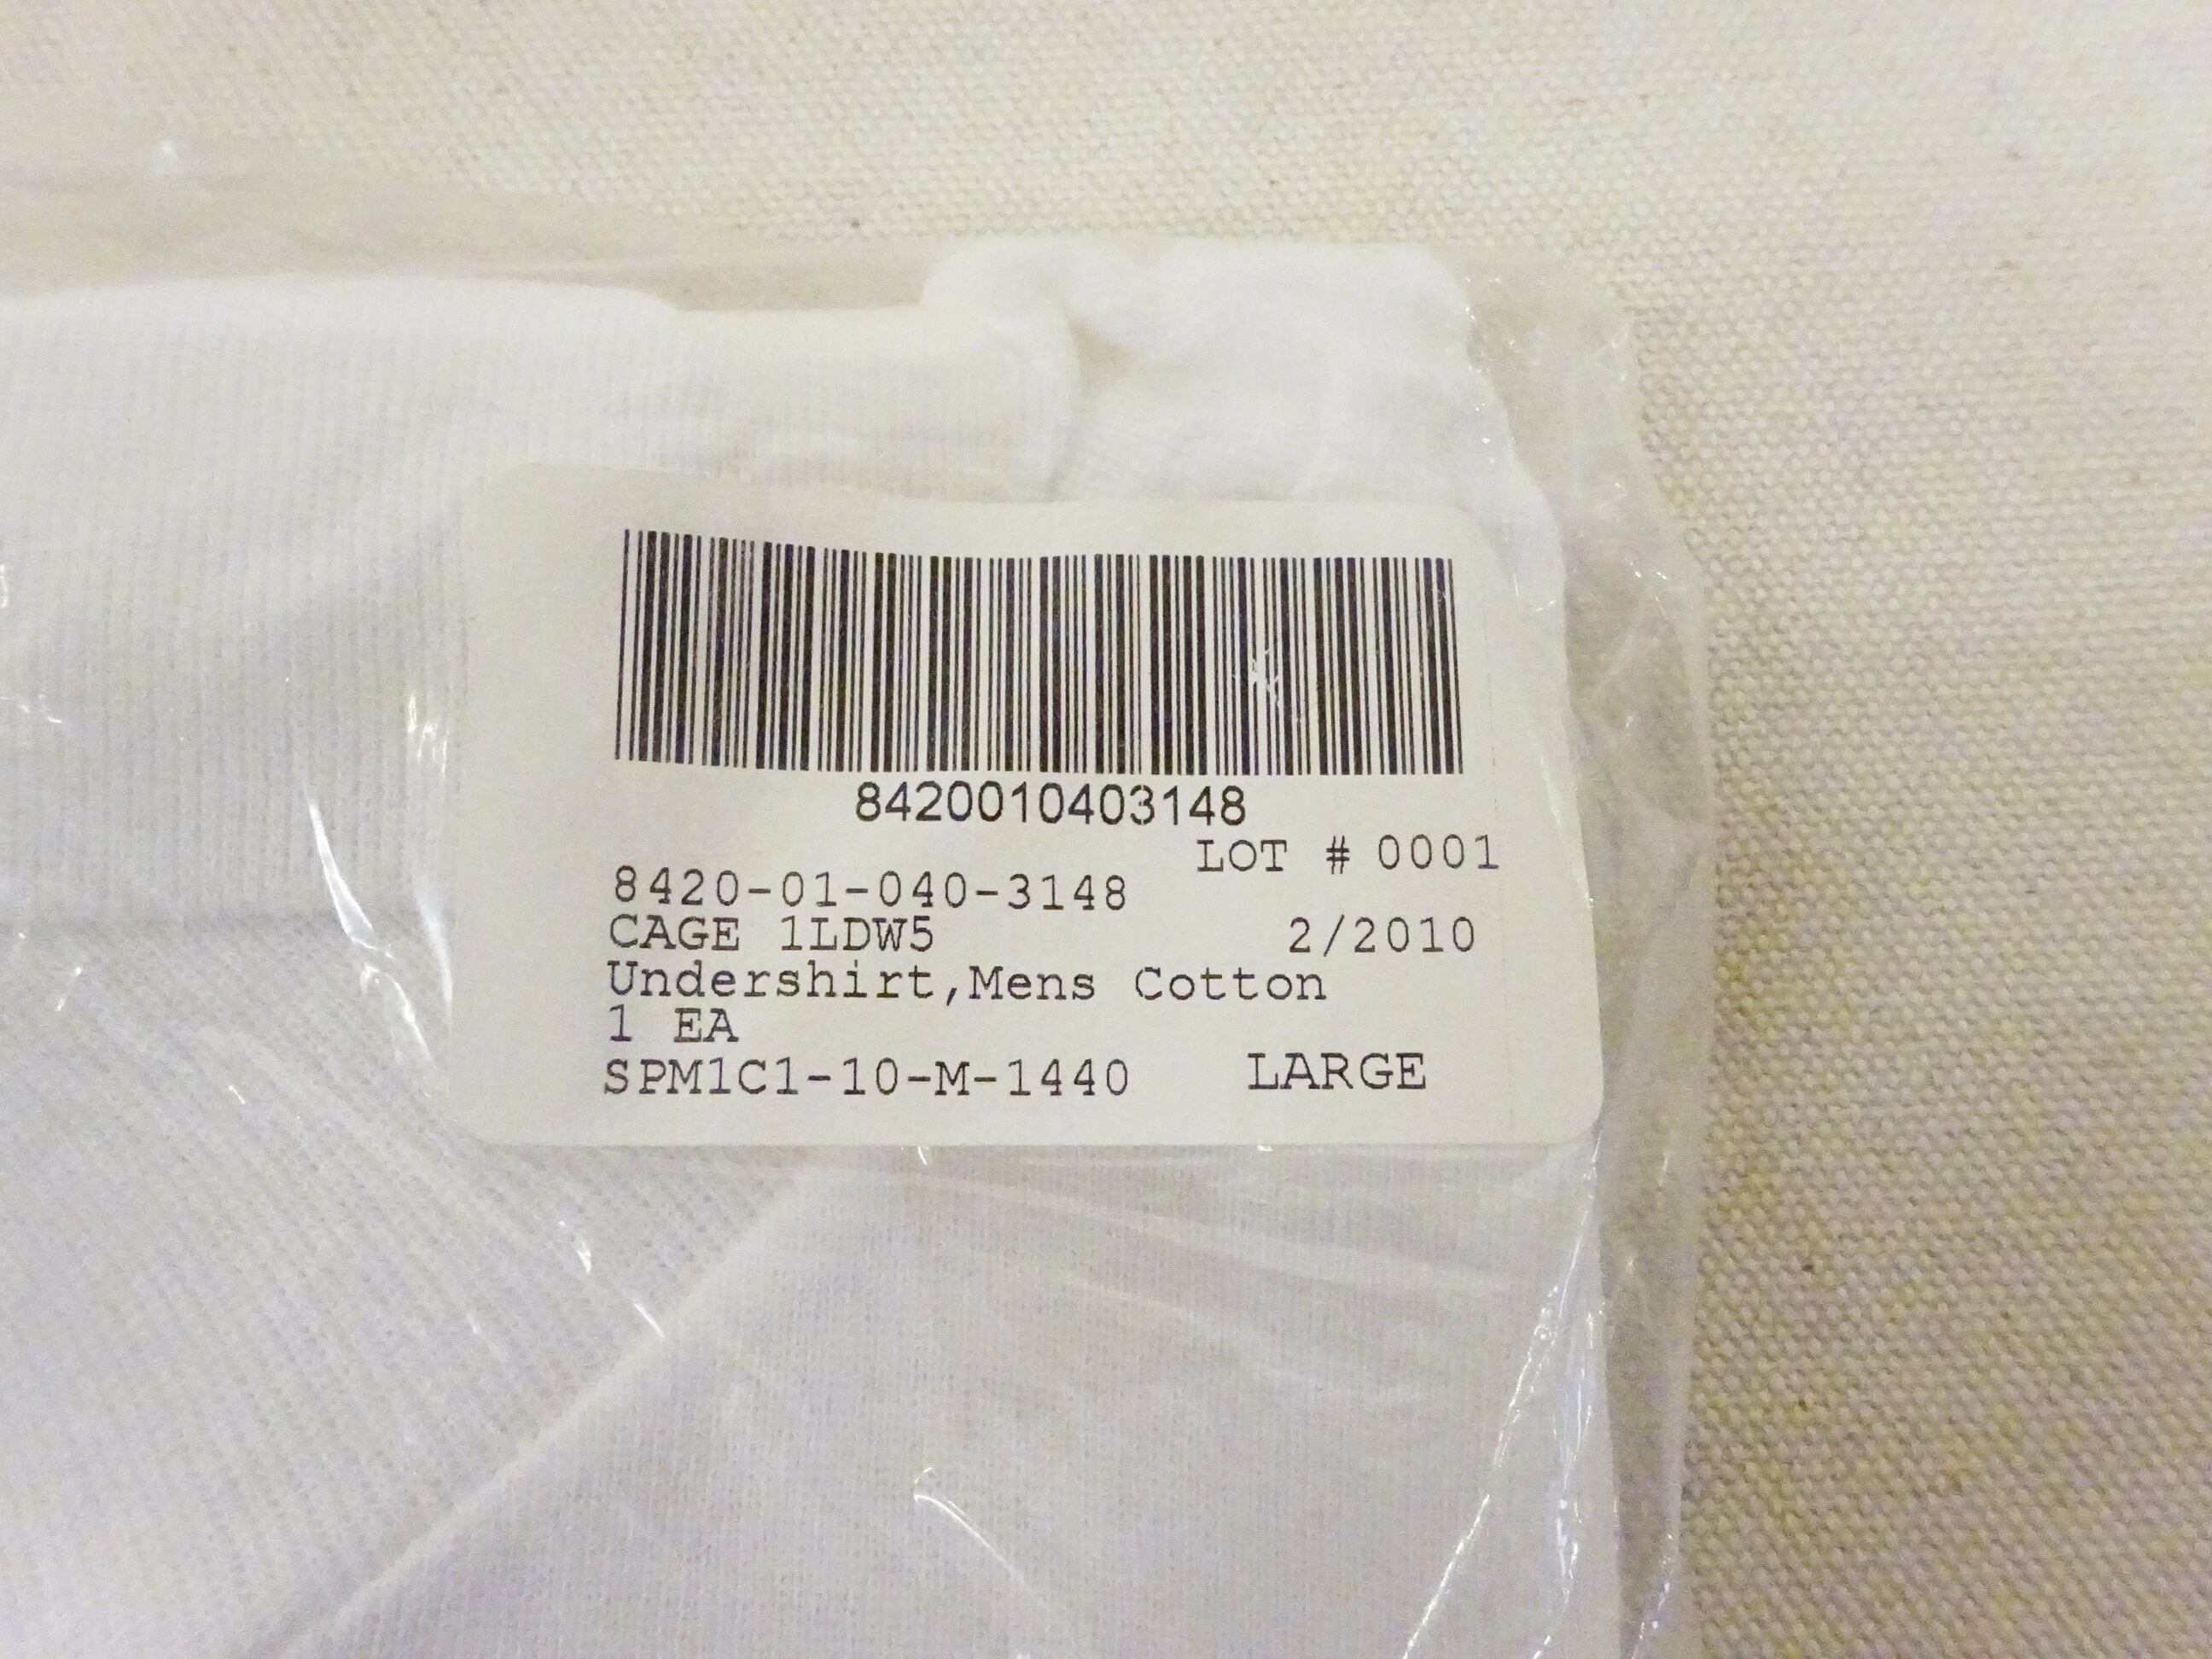 8420010403148
LOT # 0001
8420-01-040-3148
CAGE 1LDW5 2/2010
Undershirt,Mens Cotton
1 EA
SPM1C1-10-M-1440 LARGE